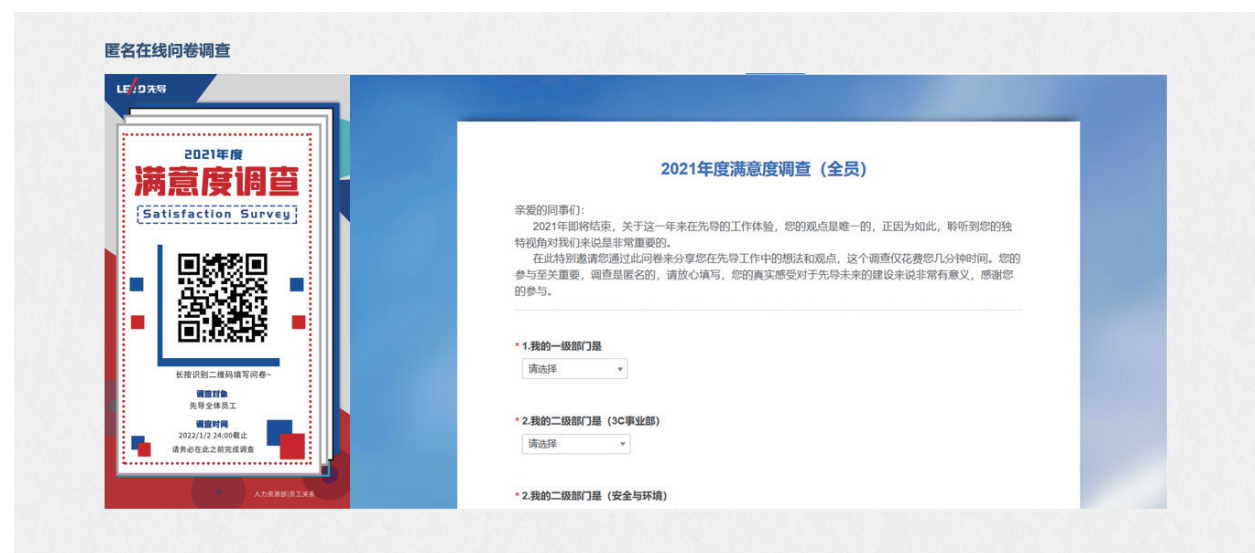 匿名在线问卷调查
LEAD先导
2021年度
满意度调查
Satisfaction Survey
长按识别二维码填写问卷~
调查对象
先导全体员工
调查时间
2022/1/2 24:00截止
请务必在此之前完成调查
人力资源部|员工关系
2021年度满意度调查（全员）
亲爱的同事们：
2021年即将结束，关于这一年来在先导的工作体验，您的观点是唯一的，正因为如此，聆听到您的独
特视角对我们来说是非常重要的。
在此特别邀请您通过此问卷来分享您在先导工作中的想法和观点，这个调查仅花费您几分钟时间。您的
参与至关重要，调查是匿名的，请放心填写，您的真实感受对于先导未来的建设来说非常有意义，感谢您
的参与。
* 1.我的一级部门是
请选择
* 2.我的二级部门是（3C事业部）
请选择
* 2.我的二级部门是（安全与环境）